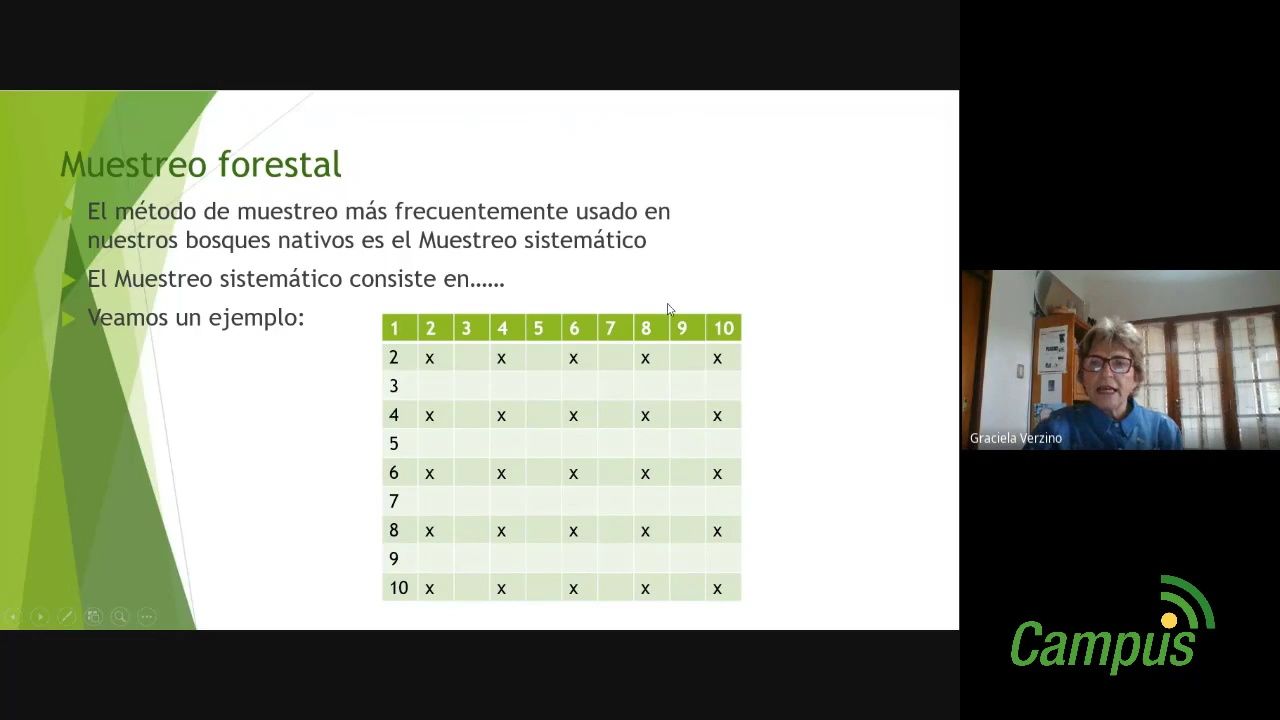 Muestreo forestal
El método de muestreo más frecuentemente usado en
nuestros bosques nativos es el Muestreo sistemático
El Muestreo sistemático consiste en……
Veamos un ejemplo:
1 2 3 4 5 6 7 8 9 10
2 x x x x x
3
4 x x x x x
5
6 x x x x x
7
8 x x x x x
9
10 x x x x x
Graciela Verzino
Campus